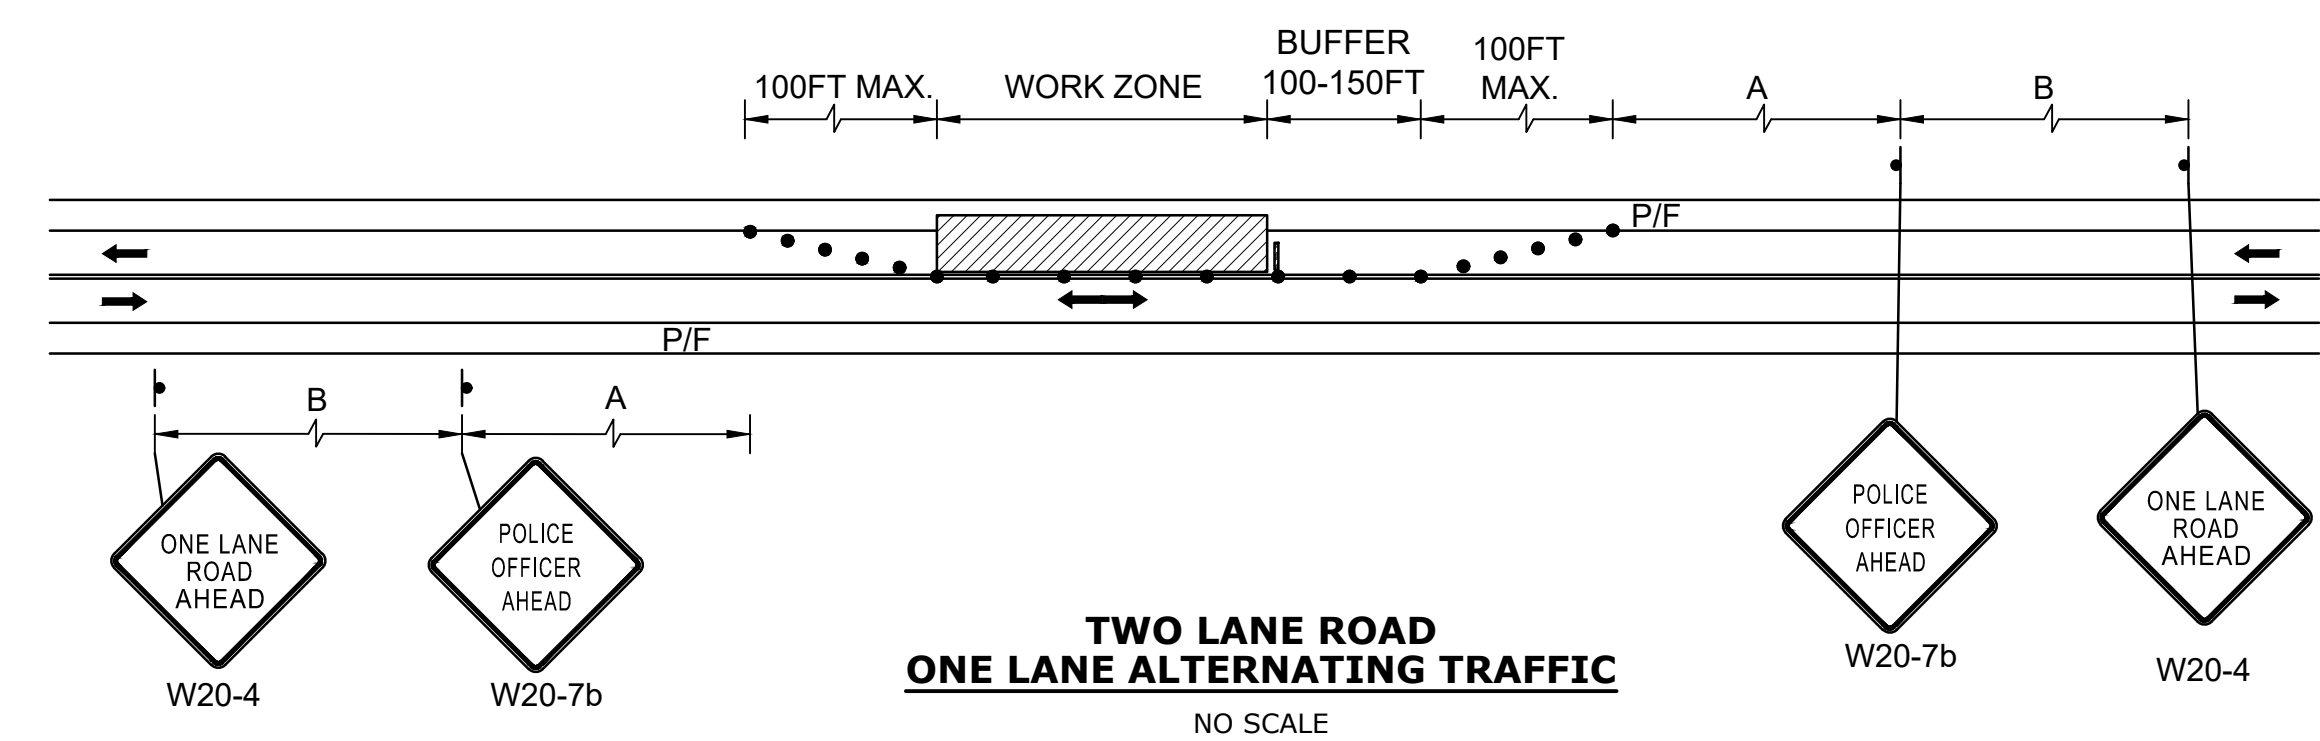 BUFFER
100FT
100FT MAX.
WORK ZONE
100-150FT
MAX.
A
B
P/F
P/F
B
A
ONE LANE
ROAD
AHEAD
W20-4
POLICE
OFFICER
AHEAD
W20-7b
TWO LANE ROAD
ONE LANE ALTERNATING TRAFFIC
NO SCALE
POLICE
OFFICER
AHEAD
W20-7b
ONE LANE
ROAD
AHEAD
W20-4